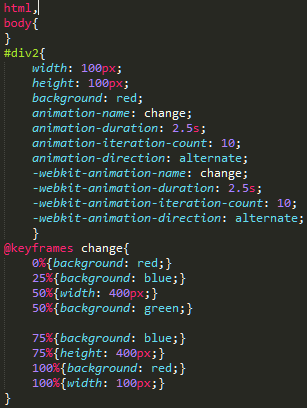 html,
body{
}
#div2{
width: 100px;
height: 100px;
background: red;
animation-name: change;
animation-duration: 2.5s;
animation-iteration-count: 10;
animation-direction: alternate;
-webkit-animation-name: change;
-webkit-animation-duration: 2.5s;
-webkit-animation-iteration-count: 10;
-webkit-animation-direction: alternate;
}
@keyframes change{
0%{background: red;}
25%{background: blue;}
50%{width: 400px;}
50%{background: green;}
75%{background: blue;}
75%{height: 400px;}
100%{background: red;}
100%{width: 100px;}
}